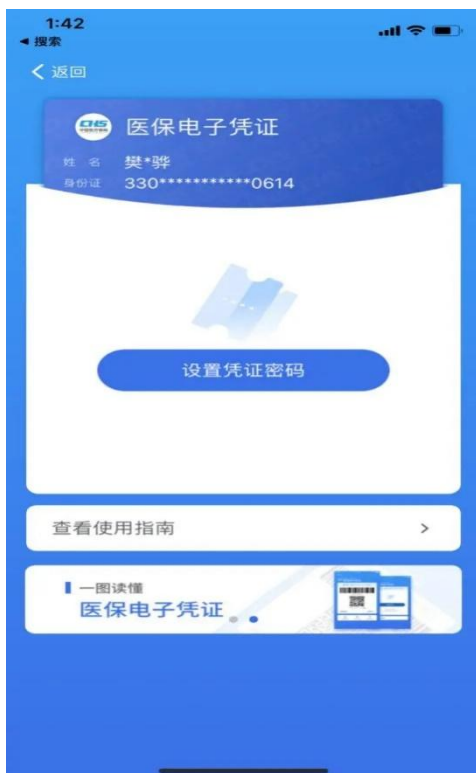 1:42
◀ 搜索
返回
CHS
医保电子凭证
姓 名 樊*骅
身份证 330***********0614
设置凭证密码
查看使用指南
一图读懂
医保电子凭证